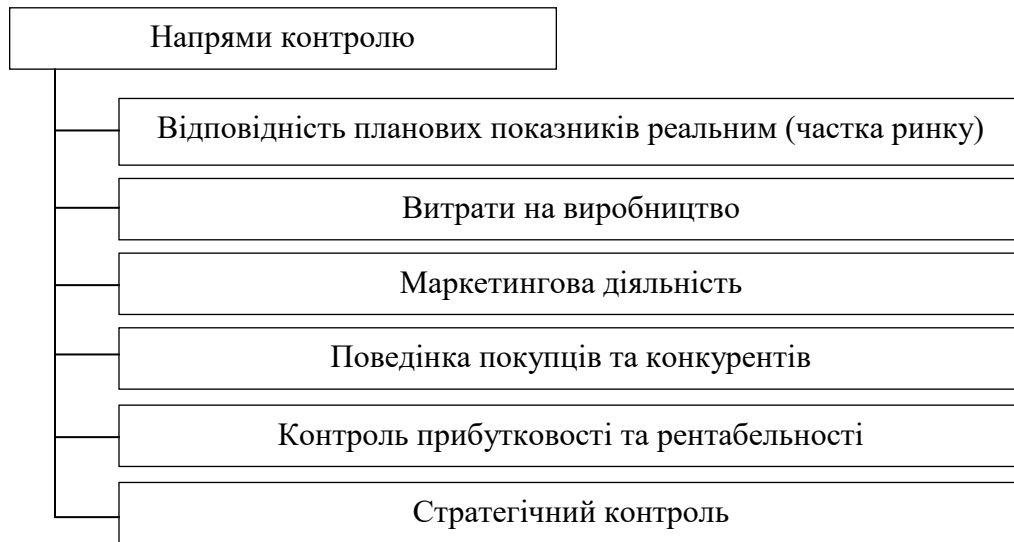 Напрями контролю
Відповідність планових показників реальним (частка ринку)
Витрати на виробництво
Маркетингова діяльність
Поведінка покупців та конкурентів
Контроль прибутковості та рентабельності
Стратегічний контроль